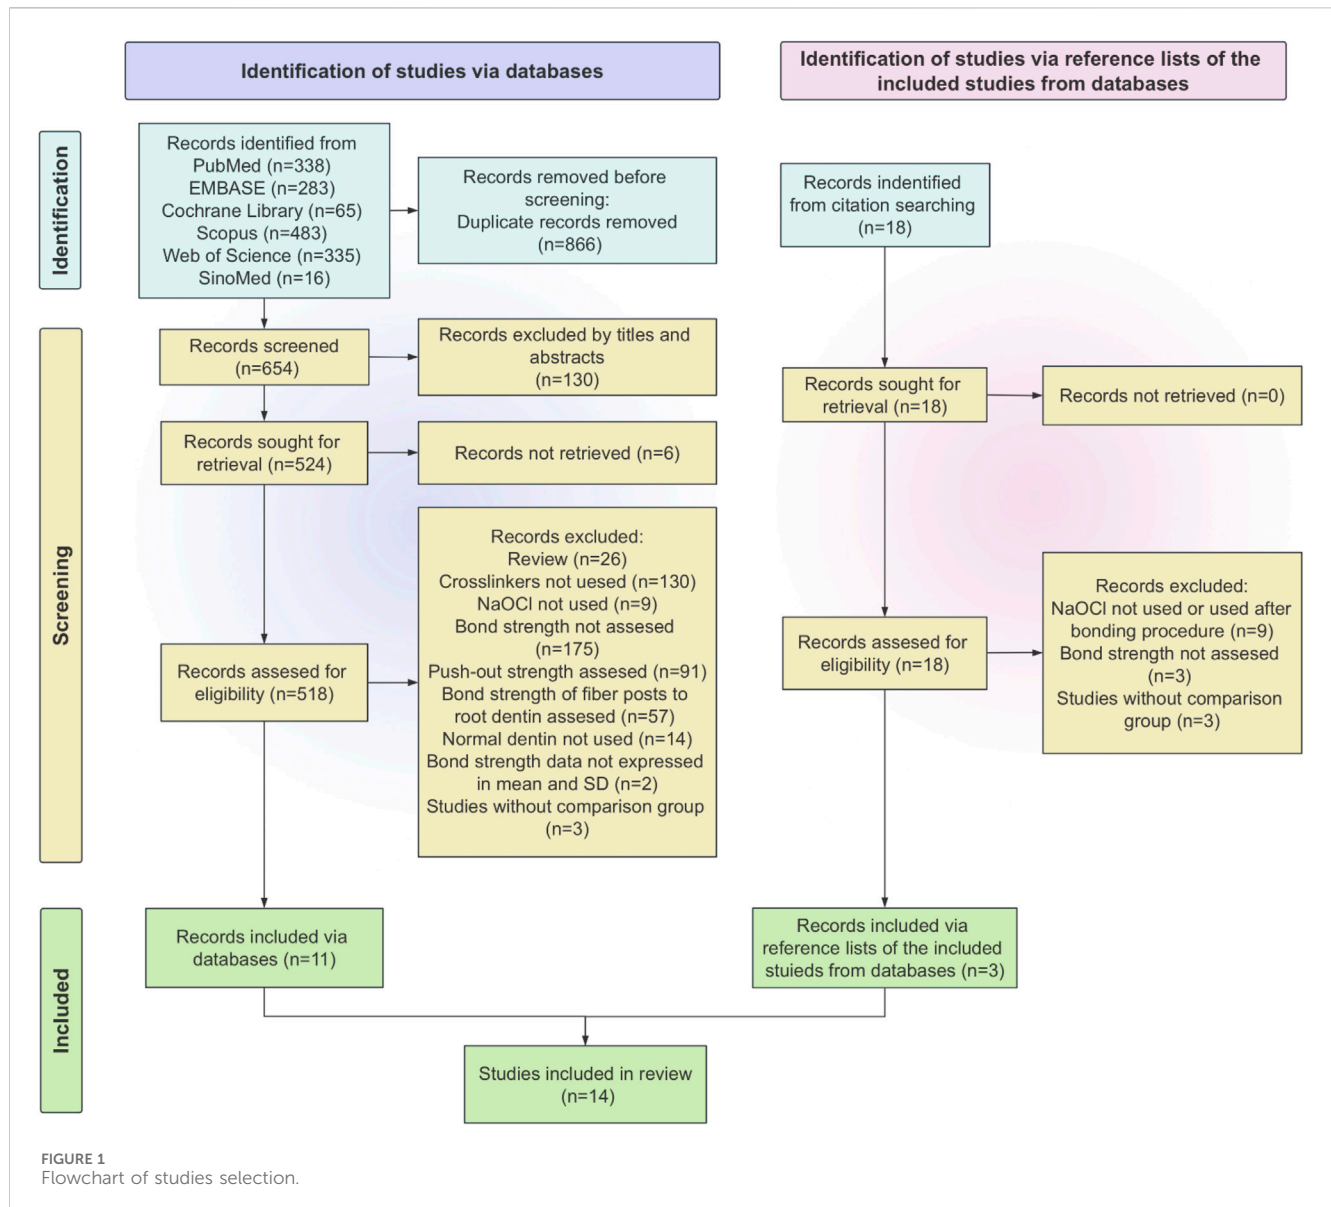 Identification of studies via databases
Identification of studies via reference lists of the
included studies from databases
Identification
Records identified from
PubMed (n=338)
EMBASE (n=283)
Cochrane Library (n=65)
Scopus (n=483)
Web of Science (n=335)
SinoMed (n=16)
Records removed before
screening:
Duplicate records removed
(n=866)
Records indentified
from citation searching
(n=18)
Screening
Records screened
(n=654)
Records excluded by titles and
abstracts
(n=130)
Records sought for
retrieval (n=524)
Records not retrieved (n=6)
Records sought for
retrieval (n=18)
Records not retrieved (n=0)
Records assesed for
eligibility (n=518)
Records excluded:
Review (n=26)
Crosslinkers not uesed (n=130)
NaOCl not used (n=9)
Bond strength not assesed
(n=175)
Push-out strength assesed (n=91)
Bond strength of fiber posts to
root dentin assesed (n=57)
Normal dentin not used (n=14)
Bond strength data not expressed
in mean and SD (n=2)
Studies without comparison group
(n=3)
Records assesed for
eligibility (n=18)
Records excluded:
NaOCl not used or used after
bonding procedure (n=9)
Bond strength not assesed
(n=3)
Studies without comparison
group (n=3)
Included
Records included via
databases (n=11)
Records included via
reference lists of the included
stuieds from databases (n=3)
Studies included in review
(n=14)
FIGURE 1
Flowchart of studies selection.